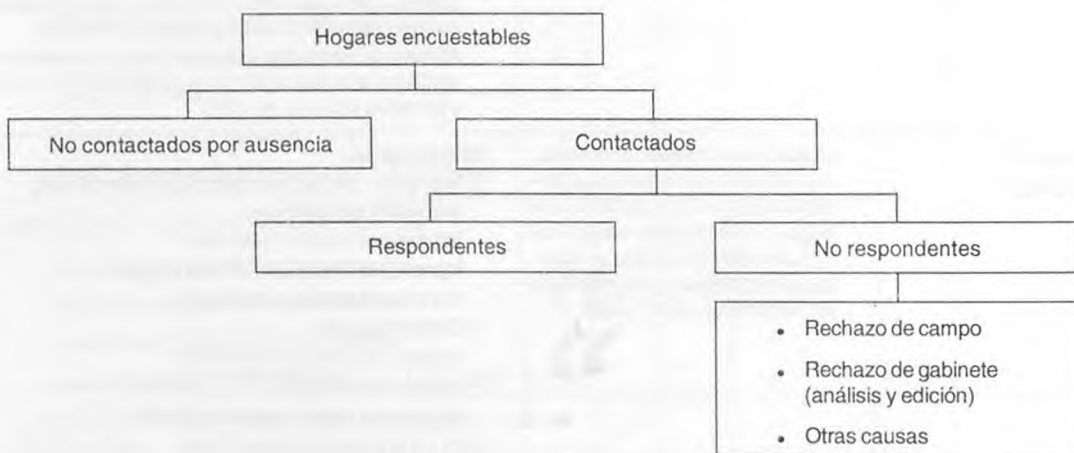 Hogares encuestables
No contactados por ausencia
Contactados
Respondentes
No respondentes
• Rechazo de campo
• Rechazo de gabinete
(análisis y edición)
• Otras causas